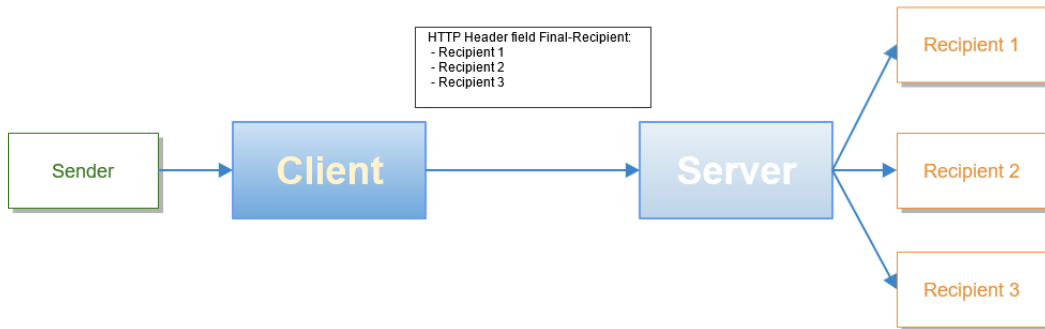 HTTP Header field Final-Recipient:
- Recipient 1
- Recipient 2
- Recipient 3
Sender
Client
Server
Recipient 1
Recipient 2
Recipient 3